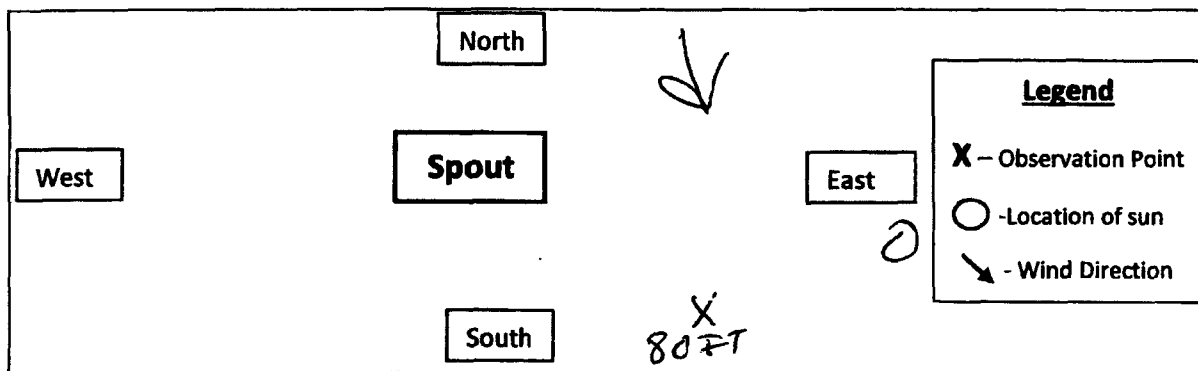 North
Legend
West
Spout
East
X – Observation Point
-Location of sun
- Wind Direction
South
X
80 FT